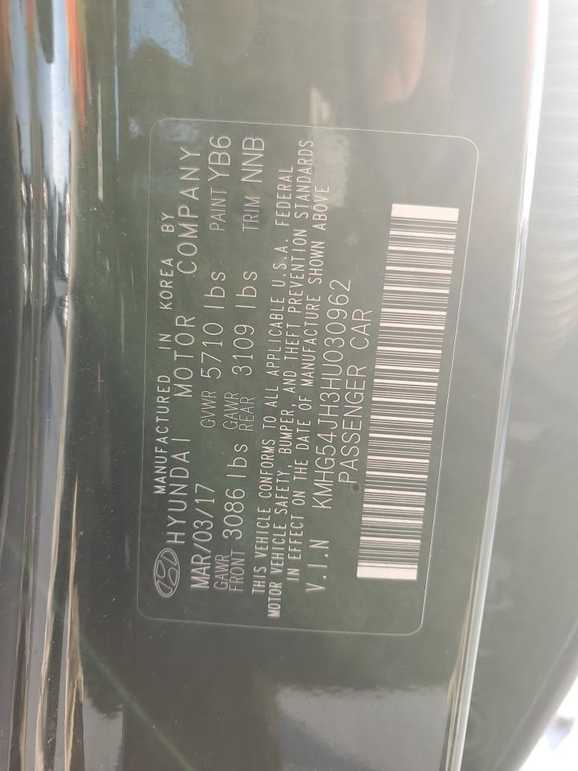 MANUFACTURED IN KOREA BY
HYUNDAI MOTOR COMPANY
MAR/03/17 GVWR 5710 lbs PAINT YB6
GAWR FRONT 3086 lbs GAWR REAR 3109 lbs TRIM NNB
THIS VEHICLE CONFORMS TO ALL APPLICABLE U.S.A. FEDERAL
MOTOR VEHICLE SAFETY, BUMPER, AND THEFT PREVENTION STANDARDS
IN EFFECT ON THE DATE OF MANUFACTURE SHOWN ABOVE
V.I.N KMHG54JH3HU030962
PASSENGER CAR